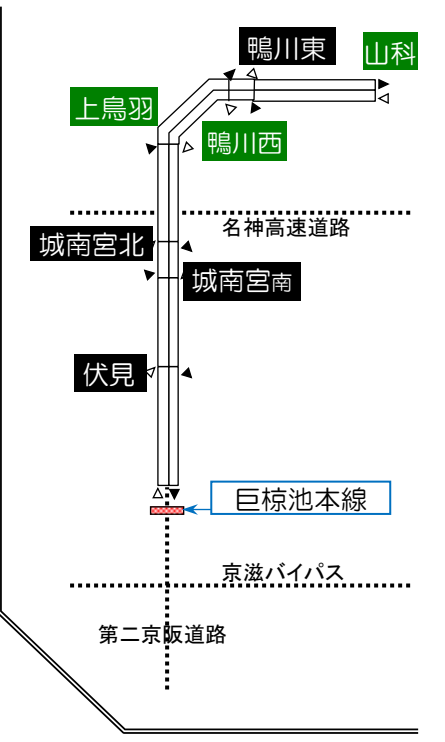 鴨川東
山科
上鳥羽
鴨川西
名神高速道路
城南宮北
城南宮南
伏見
巨椋池本線
京滋バイパス
第二京阪道路